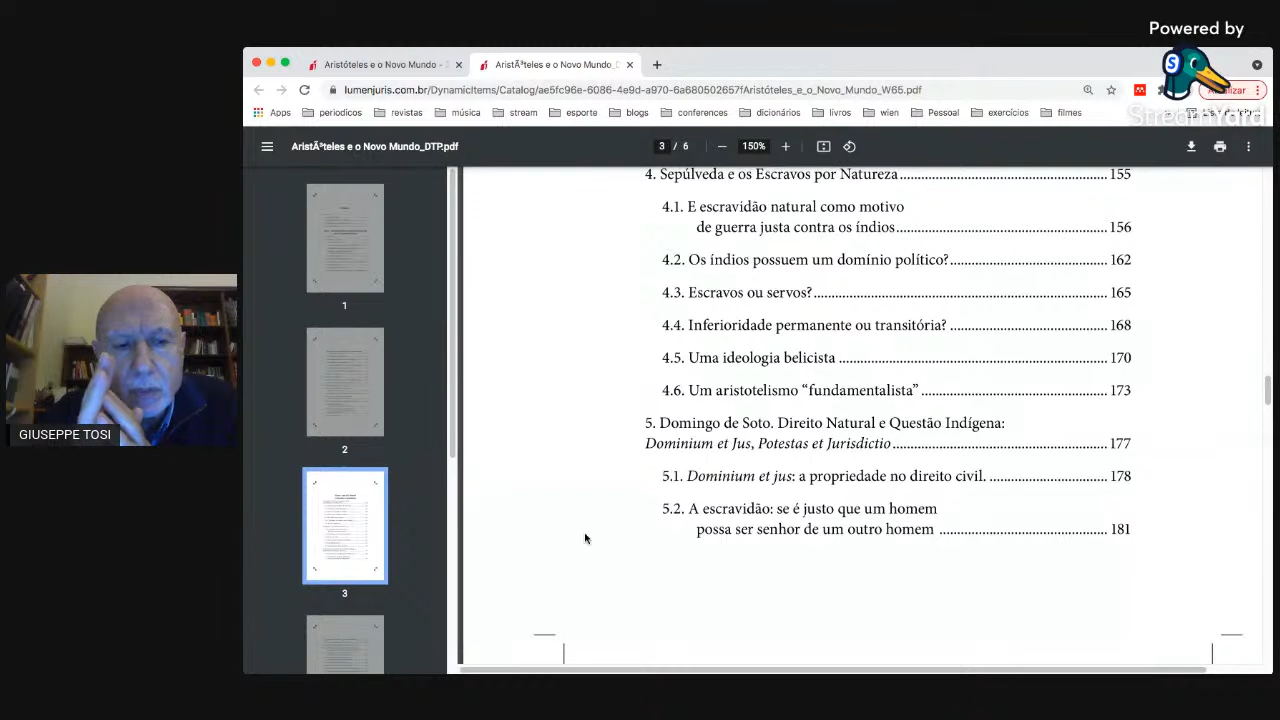 Powered by
StreamYard
Aristóteles e o Novo Mundo -
AristÃªteles e o Novo Mundo_D
lumenjuris.com.br/DynamicItems/Catalog/ae5fc96e-6086-4e9d-a970-6a680502657fAristóteles_e_o_Novo_Mundo_W65.pdf
Atualizar
Apps periodicos revistas música stream esporte blogs conferences dicionários livros wien Pessoal exercícios filmes
AristÃªteles e o Novo Mundo_DTP.pdf
3 / 6
150%
1
2
3
GIUSEPPE TOSI
4. Sepúlveda e os Escravos por Natureza 155
4.1. E escravidão natural como motivo
de guerra justa contra os índios 156
4.2. Os índios possuem um domínio político? 162
4.3. Escravos ou servos? 165
4.4. Inferioridade permanente ou transitória? 168
4.5. Uma ideologia belicista 170
4.6. Um aristotelismo “fundamentalista” 173
5. Domingo de Soto. Direito Natural e Questão Indígena:
Dominium et Jus, Potestas et Jurisdictio 177
5.1. Dominium et jus: a propriedade no direito civil. 178
5.2. A escravidão: se é justo que um homem
possa ser senhor de um outro homem 181